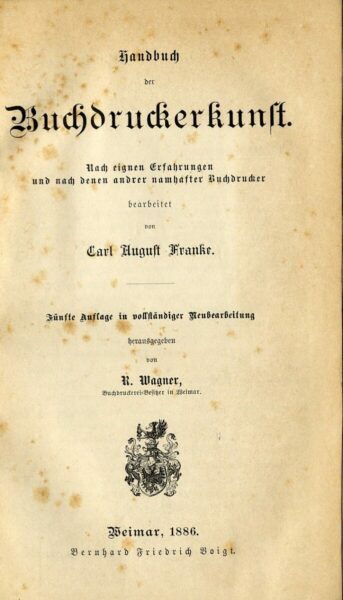 Handbuch
der
Buchdruckerkunst.
Nach eignen Erfahrungen
und nach denen andrer namhafter Buchdrucker
bearbeitet
von
Carl August Franke.
Fünfte Auflage in vollständiger Neubearbeitung
herausgegeben
von
R. Wagner,
Buchdruckerei-Besitzer in Weimar.
Weimar, 1886.
Bernhard Friedrich Voigt.